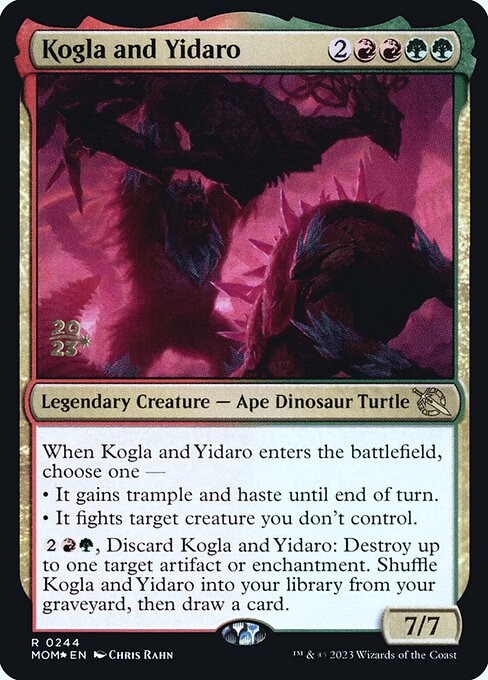 Kogla and Yidaro 2
20
23
Legendary Creature — Ape Dinosaur Turtle
When Kogla and Yidaro enters the battlefield,
choose one —
• It gains trample and haste until end of turn.
• It fights target creature you don't control.
2, Discard Kogla and Yidaro: Destroy up
to one target artifact or enchantment. Shuffle
Kogla and Yidaro into your library from your
graveyard, then draw a card.
7/7
R 0244
MOM★EN Chris Rahn
™ & © 2023 Wizards of the Coast